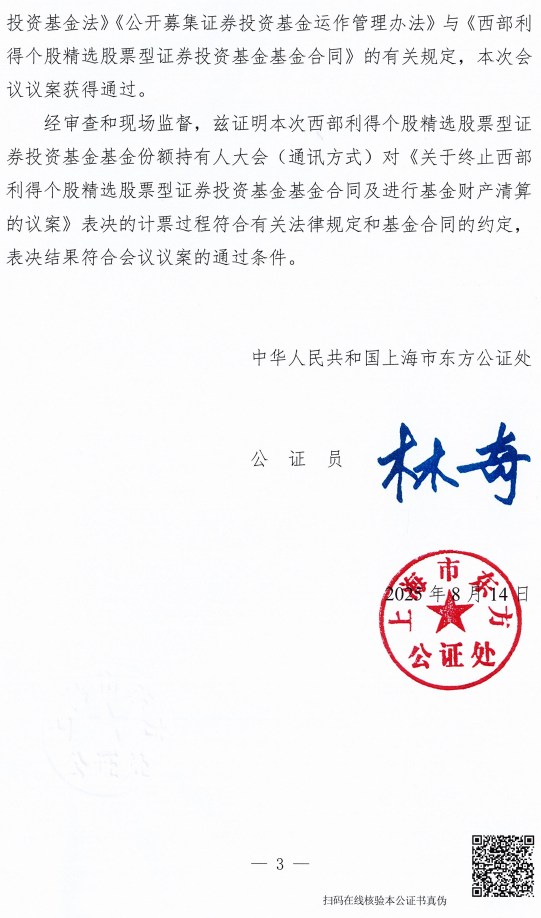 投资基金法》《公开募集证券投资基金运作管理办法》与《西部利
得个股精选股票型证券投资基金基金合同》的有关规定，本次会
议议案获得通过。
经审查和现场监督，兹证明本次西部利得个股精选股票型证
券投资基金基金份额持有人大会（通讯方式）对《关于终止西部
利得个股精选股票型证券投资基金基金合同及进行基金财产清算
的议案》表决的计票过程符合有关法律规定和基金合同的约定，
表决结果符合会议议案的通过条件。
中华人民共和国上海市东方公证处
公 证 员 林奇
2025 年 8 月 14 日
上海市东方
公证处
— 3 —
扫码在线核验本公证书真伪